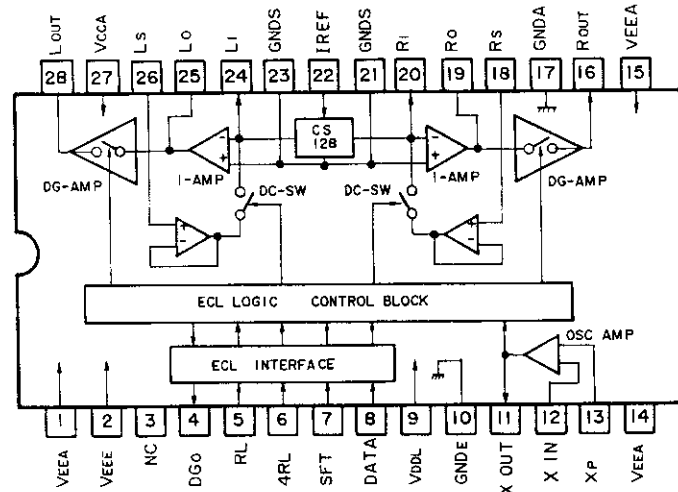 LOUT VCCA LS LO LI GNDS IREF GNDS RI RO RS GNDA ROUT VEEA
28 27 26 25 24 23 22 21 20 19 18 17 16 15
CS
128
- -
+ +
DG-AMP I-AMP DC-SW DC-SW I-AMP DG-AMP
+ +
- -
ECL LOGIC CONTROL BLOCK
OSC AMP
ECL INTERFACE
1 2 3 4 5 6 7 8 9 10 11 12 13 14
VEEA VEEE NC DGO RL 4RL SFT DATA VDDL GNDE X OUT X IN XP VEEA